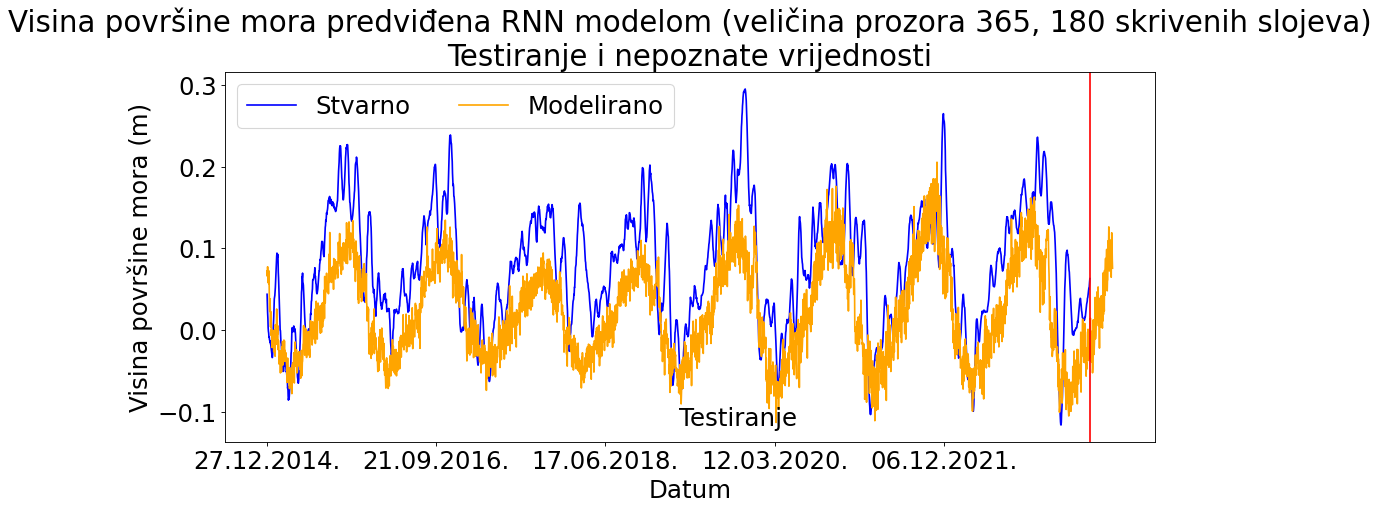 Visina površine mora predviđena RNN modelom (veličina prozora 365, 180 skrivenih slojeva)
Testiranje i nepoznate vrijednosti
Stvarno Modelirano
Visina površine mora (m)
0.3
0.2
0.1
0.0
−0.1
Testiranje
27.12.2014. 21.09.2016. 17.06.2018. 12.03.2020. 06.12.2021.
Datum